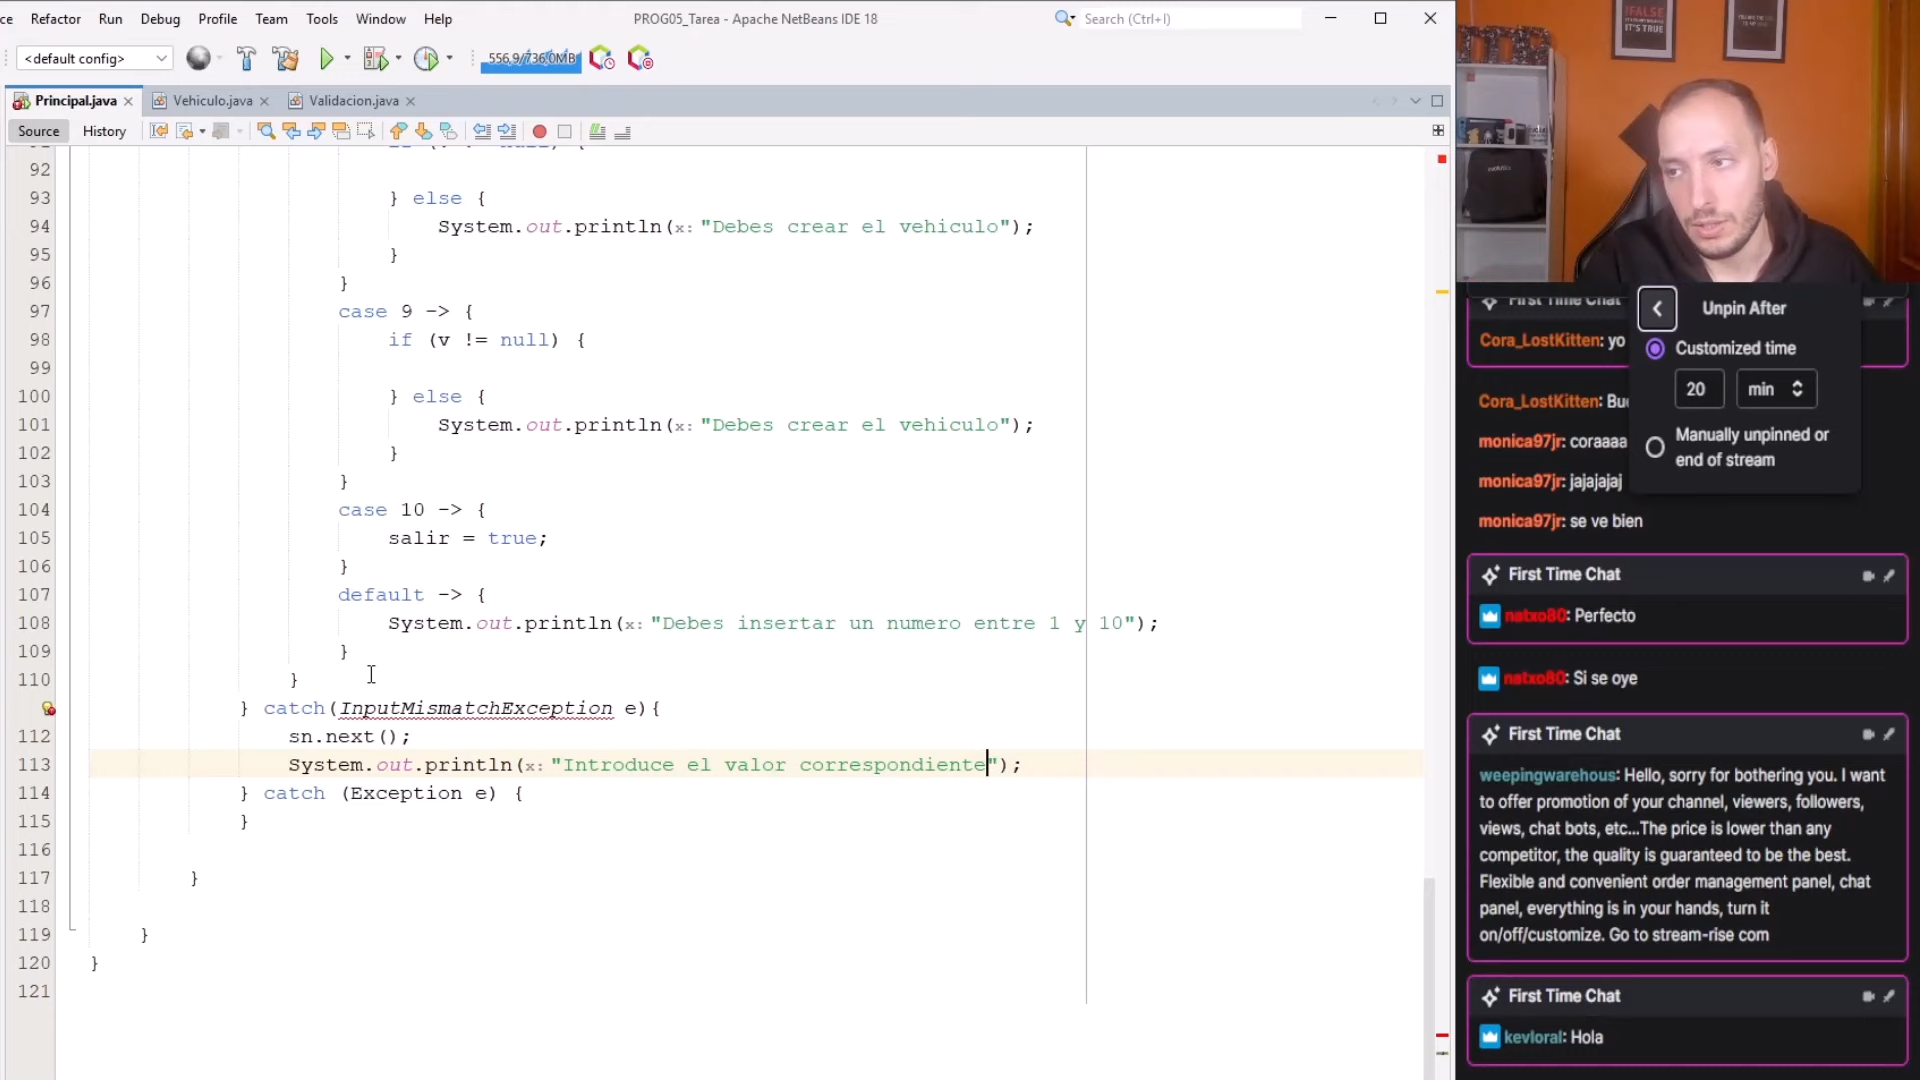 ce Refactor Run Debug Profile Team Tools Window Help PROG05_Tarea - Apache NetBeans IDE 18 Search (Ctrl+I)
<default config> 556,9/736,0MB
Principal.java Vehiculo.java Validacion.java
Source History
92
93 } else {
94 System.out.println(x: "Debes crear el vehiculo");
95 }
96 }
97 case 9 -> {
98 if (v != null) {
99
100 } else {
101 System.out.println(x: "Debes crear el vehiculo");
102 }
103 }
104 case 10 -> {
105 salir = true;
106 }
107 default -> {
108 System.out.println(x: "Debes insertar un numero entre 1 y 10");
109 }
110 }
} catch(InputMismatchException e){
112 sn.next();
113 System.out.println(x: "Introduce el valor correspondiente");
114 } catch (Exception e) {
115 }
116
117 }
118
119 }
120 }
121
!FALSE
IT'S TRUE
First Time Chat
Cora_LostKitten: yo
Unpin After
Customized time
20 min
Manually unpinned or
end of stream
Cora_LostKitten: Bue
monica97jr: coraaaa
monica97jr: jajajajaj
monica97jr: se ve bien
First Time Chat
natxo80: Perfecto
natxo80: Si se oye
First Time Chat
weepingwarehous: Hello, sorry for bothering you. I want
to offer promotion of your channel, viewers, followers,
views, chat bots, etc...The price is lower than any
competitor, the quality is guaranteed to be the best.
Flexible and convenient order management panel, chat
panel, everything is in your hands, turn it
on/off/customize. Go to stream-rise com
First Time Chat
kevloral: Hola